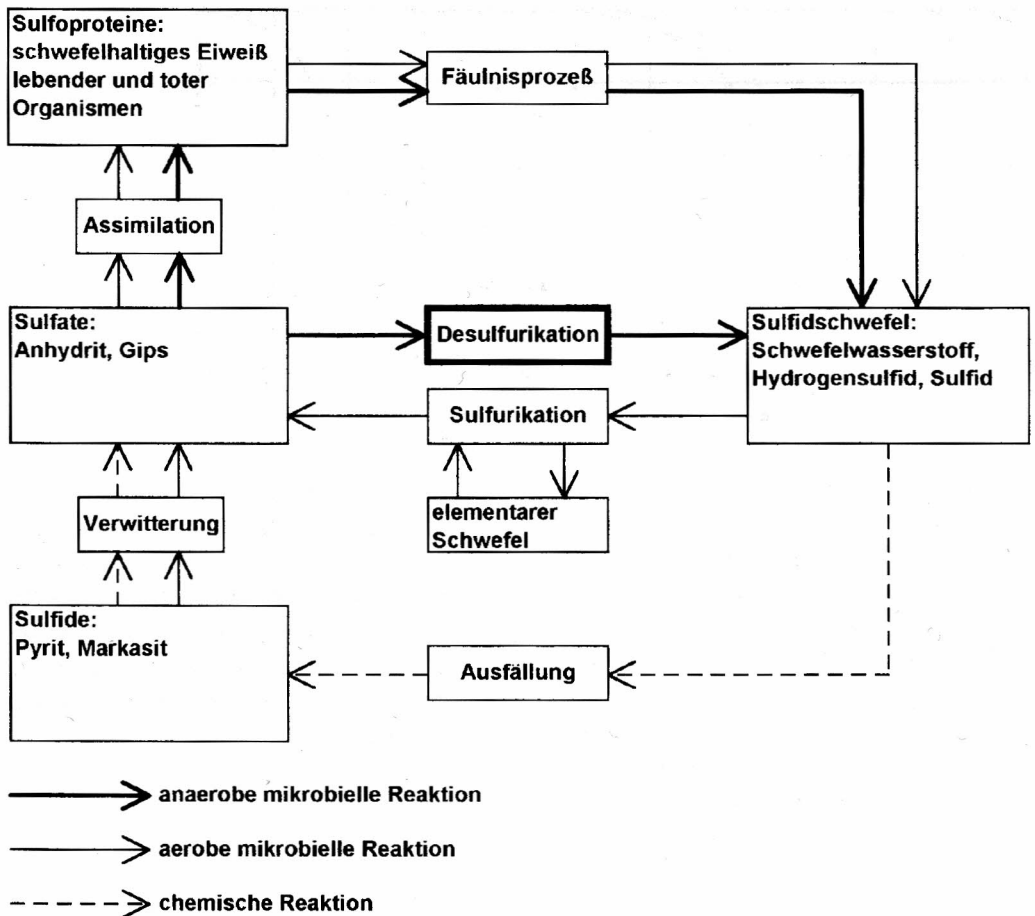 Sulfoproteine:
schwefelhaltiges Eiweiß
lebender und toter
Organismen
Fäulnisprozeß
Assimilation
Sulfate:
Anhydrit, Gips
Desulfurikation
Sulfidschwefel:
Schwefelwasserstoff,
Hydrogensulfid, Sulfid
Sulfurikation
Verwitterung
elementarer
Schwefel
Sulfide:
Pyrit, Markasit
Ausfällung
anaerobe mikrobielle Reaktion
aerobe mikrobielle Reaktion
chemische Reaktion